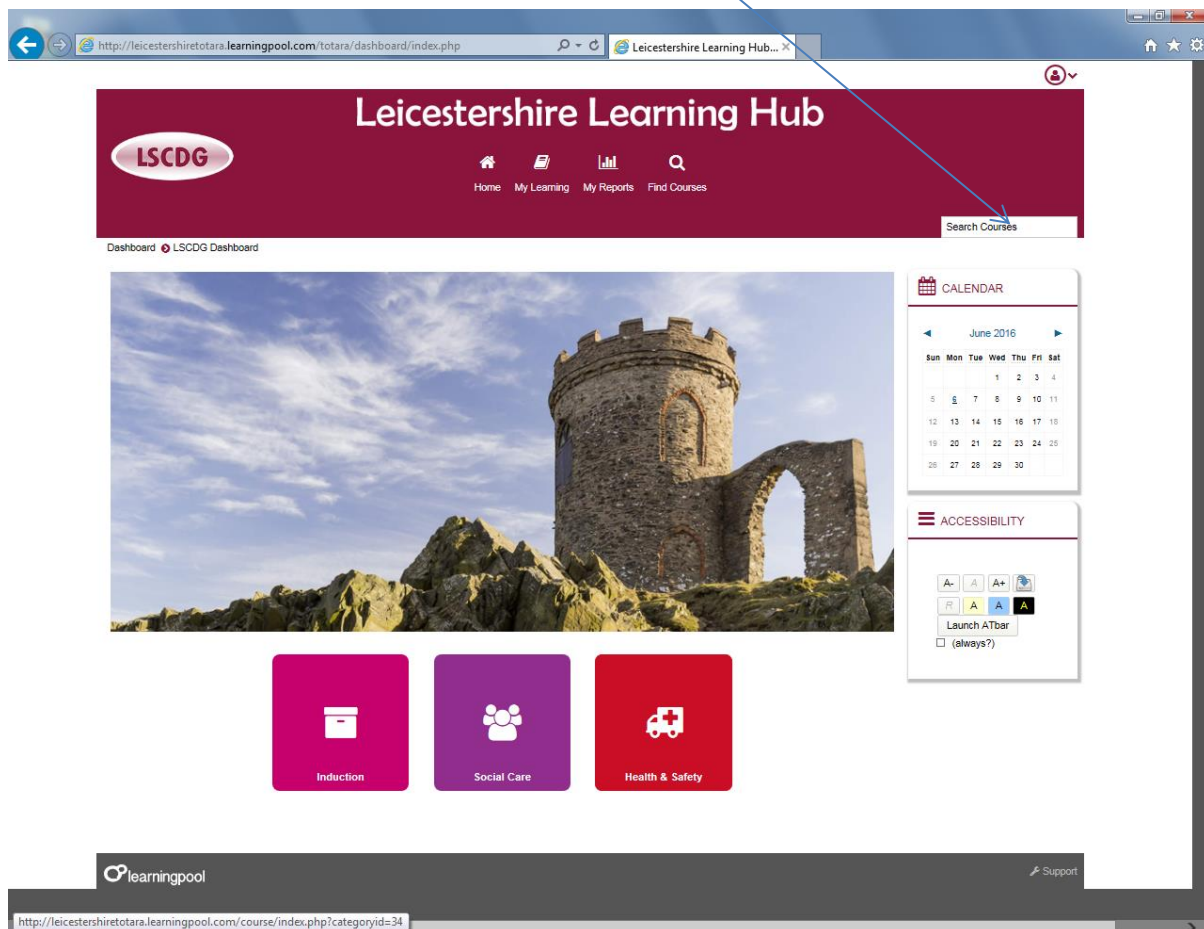 http://leicestershiretotara.learningpool.com/totara/dashboard/index.php
Leicestershire Learning Hub...
Leicestershire Learning Hub
LSCDG
Home My Learning My Reports Find Courses
Search Courses
Dashboard LSCDG Dashboard
CALENDAR
June 2016
Sun Mon Tue Wed Thu Fri Sat
1 2 3 4
5 6 7 8 9 10 11
12 13 14 15 16 17 18
19 20 21 22 23 24 25
26 27 28 29 30
ACCESSIBILITY
A- A A+
R A A A
Launch ATbar
(always?)
Induction Social Care Health & Safety
learningpool
Support
http://leicestershiretotara.learningpool.com/course/index.php?categoryid=34